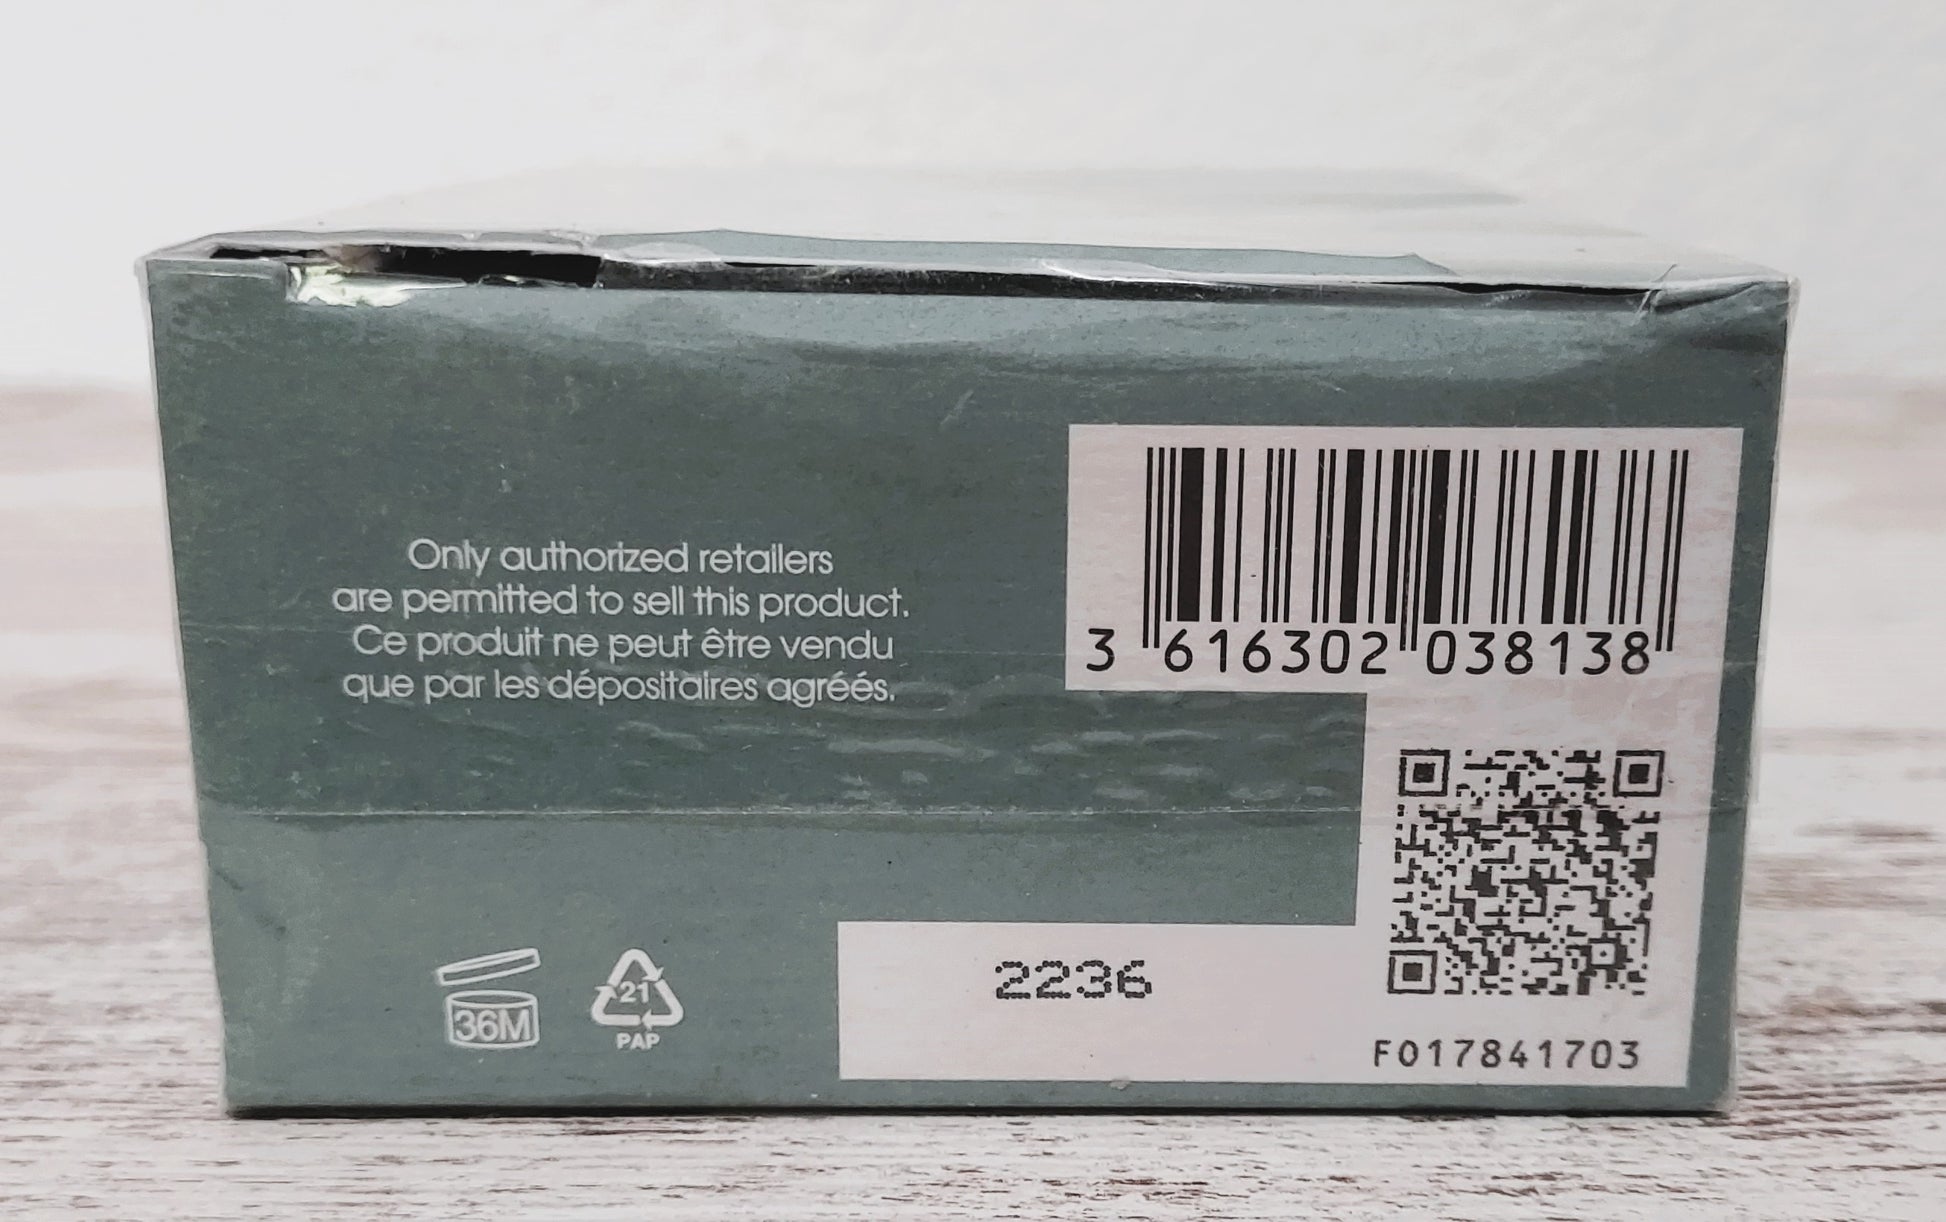 Only authorized retailers
are permitted to sell this product.
Ce produit ne peut être vendu
que par les dépositaires agréés.
3 616302 038138
36M
21
PAP
2236
F017841703